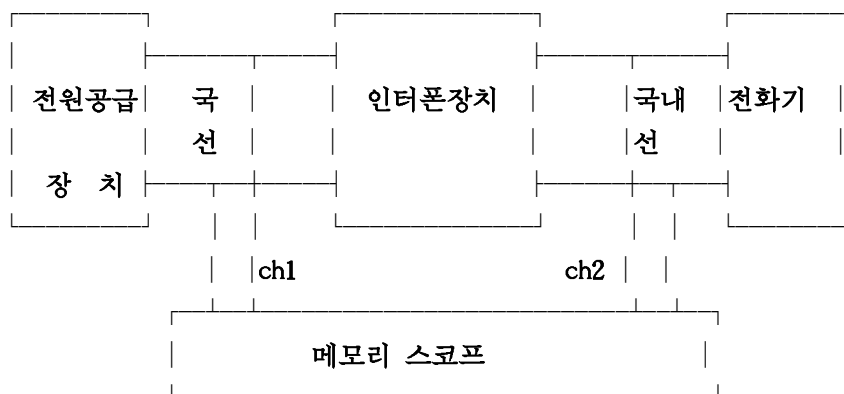 전원공급 국 인터폰장치 국내 전화기
선 선
장 치
ch1 ch2
메모리 스코프